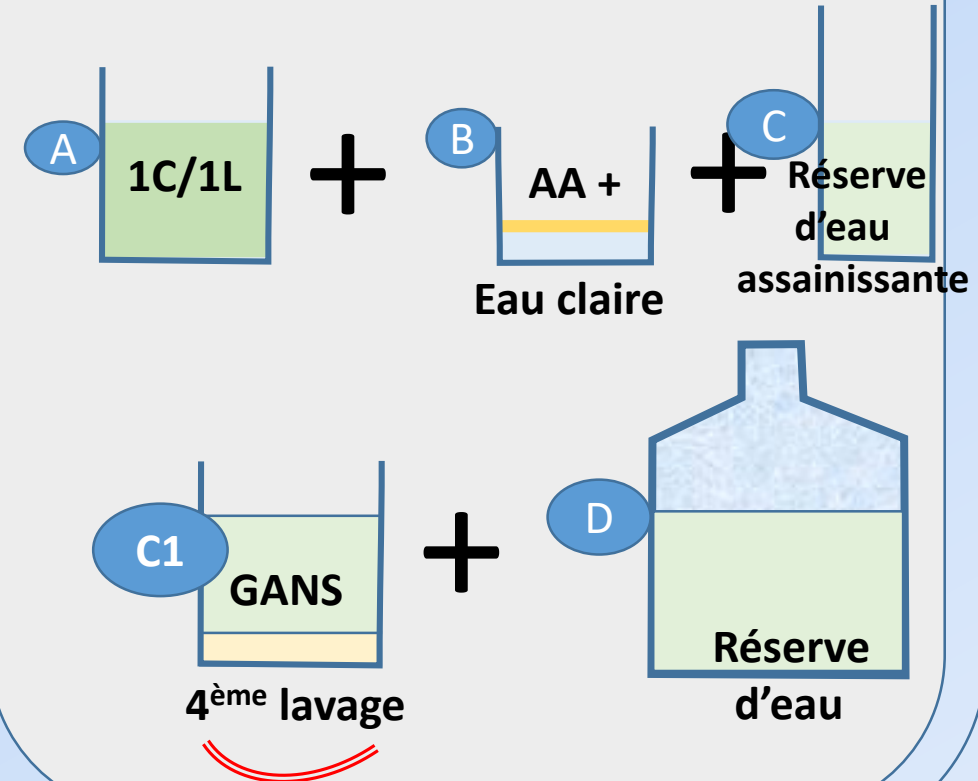 A
1C/1L
+
B
AA +
Eau claire
+
C
Réserve
d'eau
assainissante
C1
GANS
4ème lavage
+
D
Réserve
d'eau